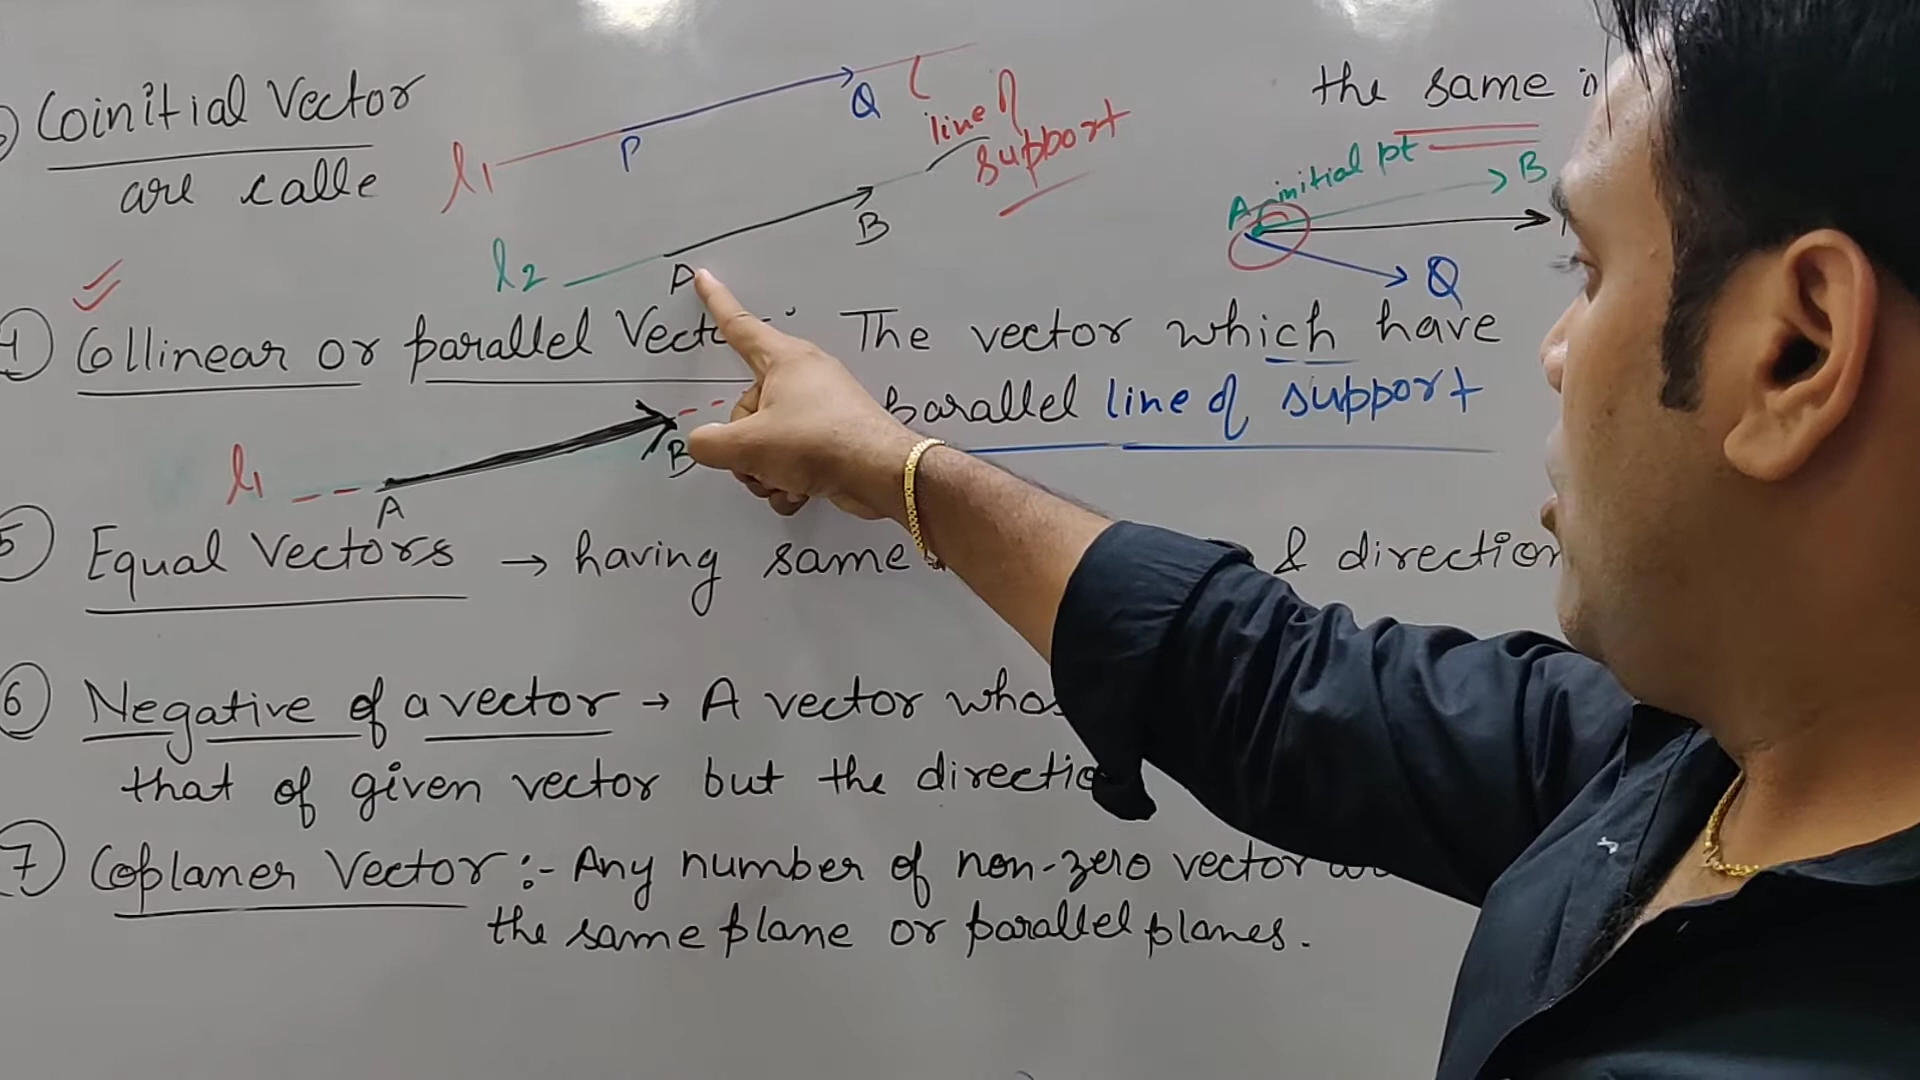 Coinitial Vector
are calle
the same i
l1
P
Q
line of
support
l2
A
B
A
initial pt
B
Q
4 Collinear or parallel Vector The vector which have
parallel line of support
l1
A
B
5 Equal Vectors → having same & direction
6 Negative of a vector → A vector whos
that of given vector but the directio
7 Coplaner Vector :- Any number of non-zero vector
the same plane or parallel planes.